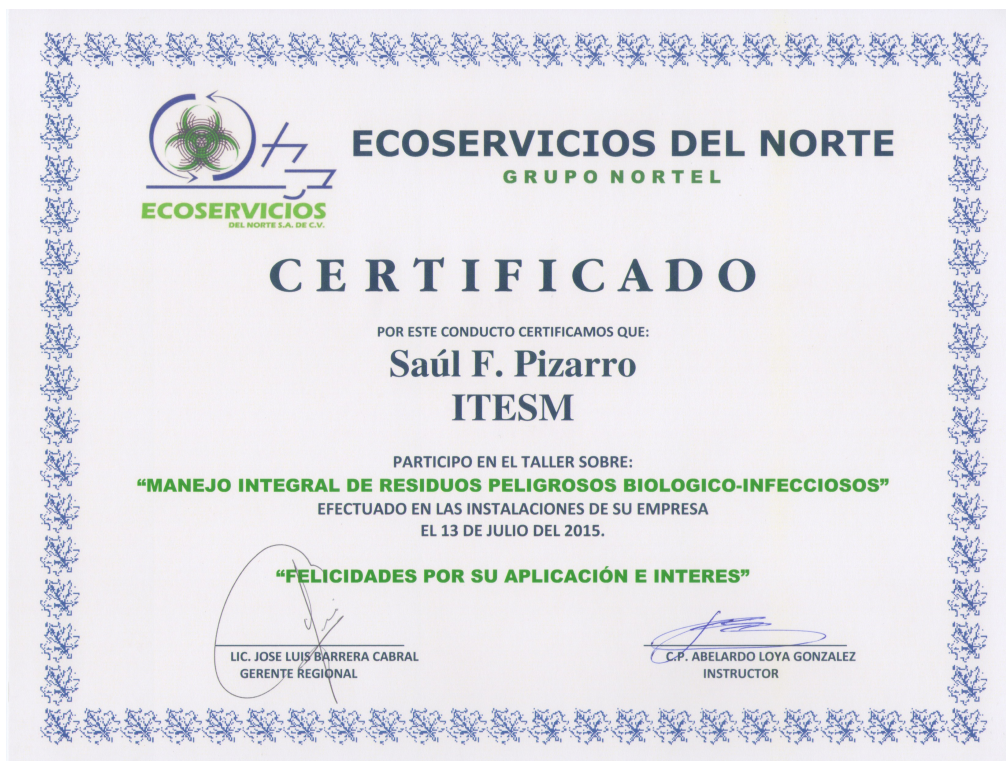 ECOSERVICIOS
DEL NORTE S.A. DE C.V.
ECOSERVICIOS DEL NORTE
GRUPO NORTEL
CERTIFICADO
POR ESTE CONDUCTO CERTIFICAMOS QUE:
Saúl F. Pizarro
ITESM
PARTICIPO EN EL TALLER SOBRE:
“MANEJO INTEGRAL DE RESIDUOS PELIGROSOS BIOLOGICO-INFECCIOSOS”
EFECTUADO EN LAS INSTALACIONES DE SU EMPRESA
EL 13 DE JULIO DEL 2015.
“FELICIDADES POR SU APLICACIÓN E INTERES”
LIC. JOSE LUIS BARRERA CABRAL
GERENTE REGIONAL
C.P. ABELARDO LOYA GONZALEZ
INSTRUCTOR